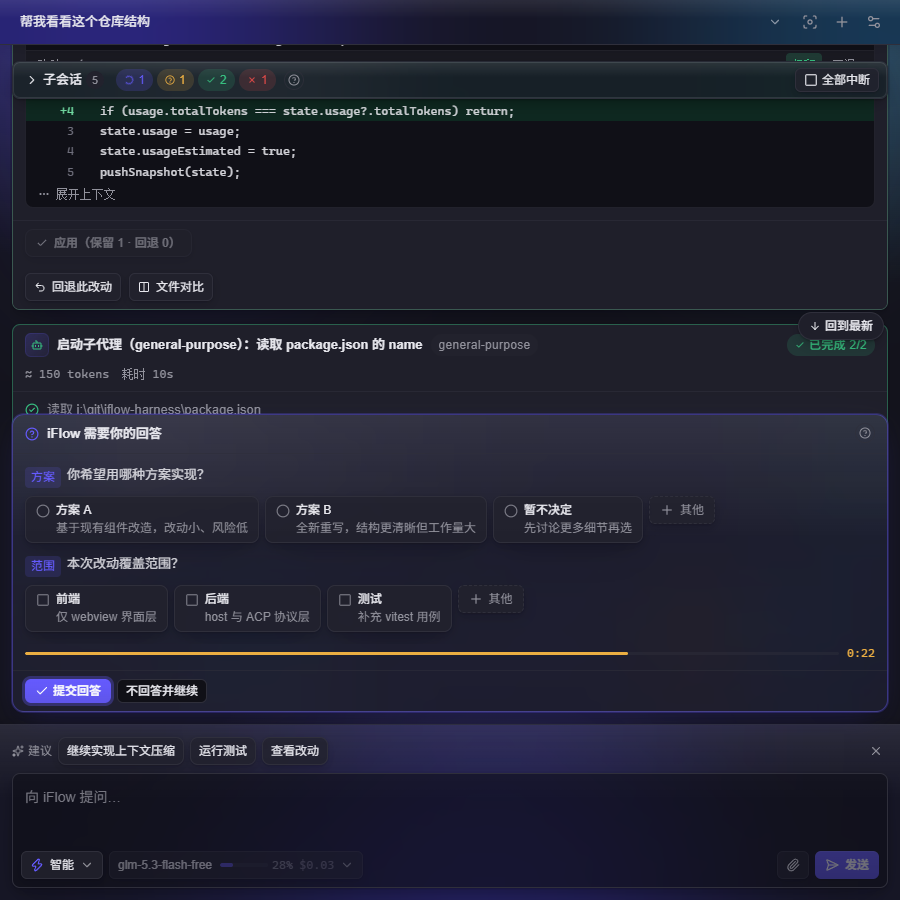 帮我看看这个仓库结构
子会话 5 1 1 2 1 全部中断
+4 if (usage.totalTokens === state.usage?.totalTokens) return;
3 state.usage = usage;
4 state.usageEstimated = true;
5 pushSnapshot(state);
··· 展开上下文
应用（保留 1 · 回退 0）
回退此改动 文件对比
回到最新
启动子代理（general-purpose）：读取 package.json 的 name general-purpose 已完成 2/2
≈ 150 tokens 耗时 10s
读取 j:\git\iflow-harness\package.json
iFlow 需要你的回答
方案 你希望用哪种方案实现？
方案 A
基于现有组件改造，改动小、风险低
方案 B
全新重写，结构更清晰但工作量大
暂不决定
先讨论更多细节再选
其他
范围 本次改动覆盖范围？
前端
仅 webview 界面层
后端
host 与 ACP 协议层
测试
补充 vitest 用例
其他
0:22
提交回答 不回答并继续
建议 继续实现上下文压缩 运行测试 查看改动
向 iFlow 提问…
智能 glm-5.3-flash-free 28% $0.03 发送